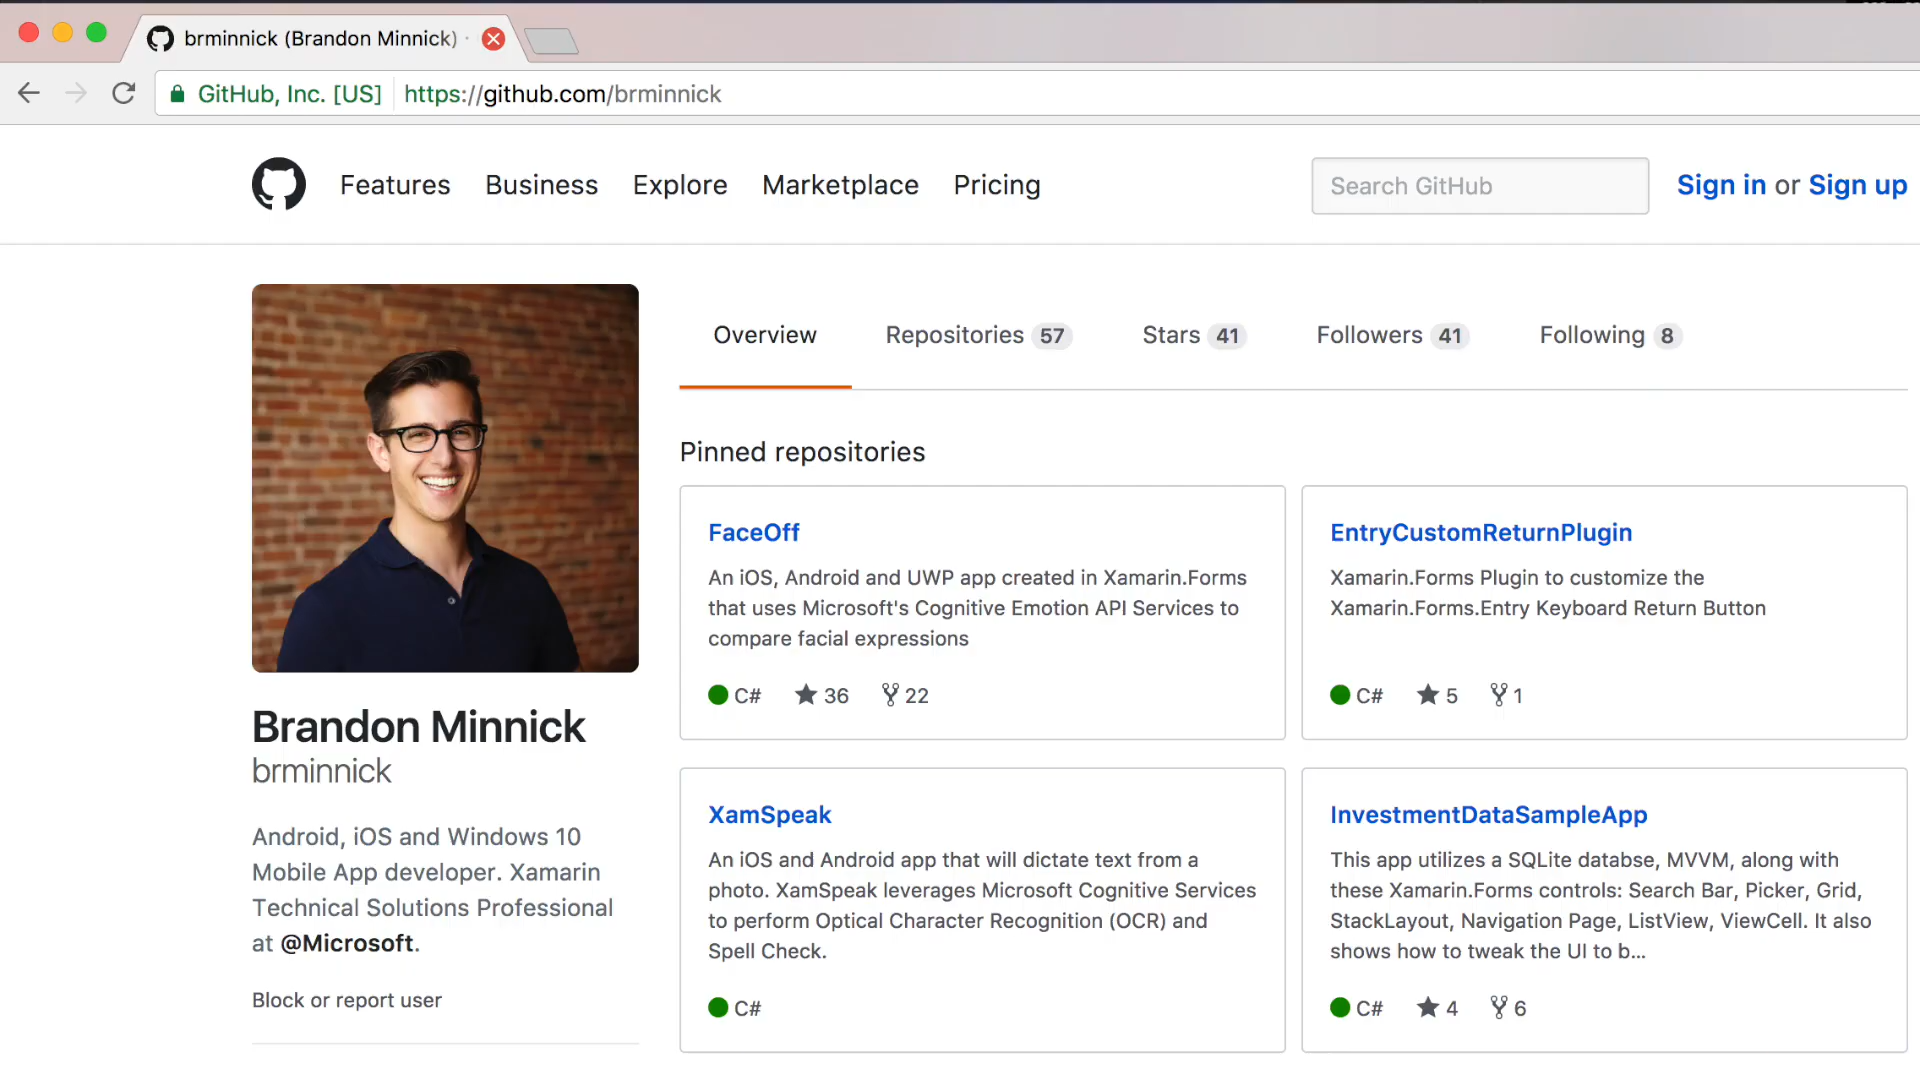 brminnick (Brandon Minnick) ·
GitHub, Inc. [US] https://github.com/brminnick
Features Business Explore Marketplace Pricing Search GitHub Sign in or Sign up
Overview Repositories 57 Stars 41 Followers 41 Following 8
Pinned repositories
FaceOff
An iOS, Android and UWP app created in Xamarin.Forms
that uses Microsoft's Cognitive Emotion API Services to
compare facial expressions
C# 36 22
EntryCustomReturnPlugin
Xamarin.Forms Plugin to customize the
Xamarin.Forms.Entry Keyboard Return Button
C# 5 1
Brandon Minnick
brminnick
Android, iOS and Windows 10
Mobile App developer. Xamarin
Technical Solutions Professional
at @Microsoft.
Block or report user
XamSpeak
An iOS and Android app that will dictate text from a
photo. XamSpeak leverages Microsoft Cognitive Services
to perform Optical Character Recognition (OCR) and
Spell Check.
C#
InvestmentDataSampleApp
This app utilizes a SQLite databse, MVVM, along with
these Xamarin.Forms controls: Search Bar, Picker, Grid,
StackLayout, Navigation Page, ListView, ViewCell. It also
shows how to tweak the UI to b...
C# 4 6